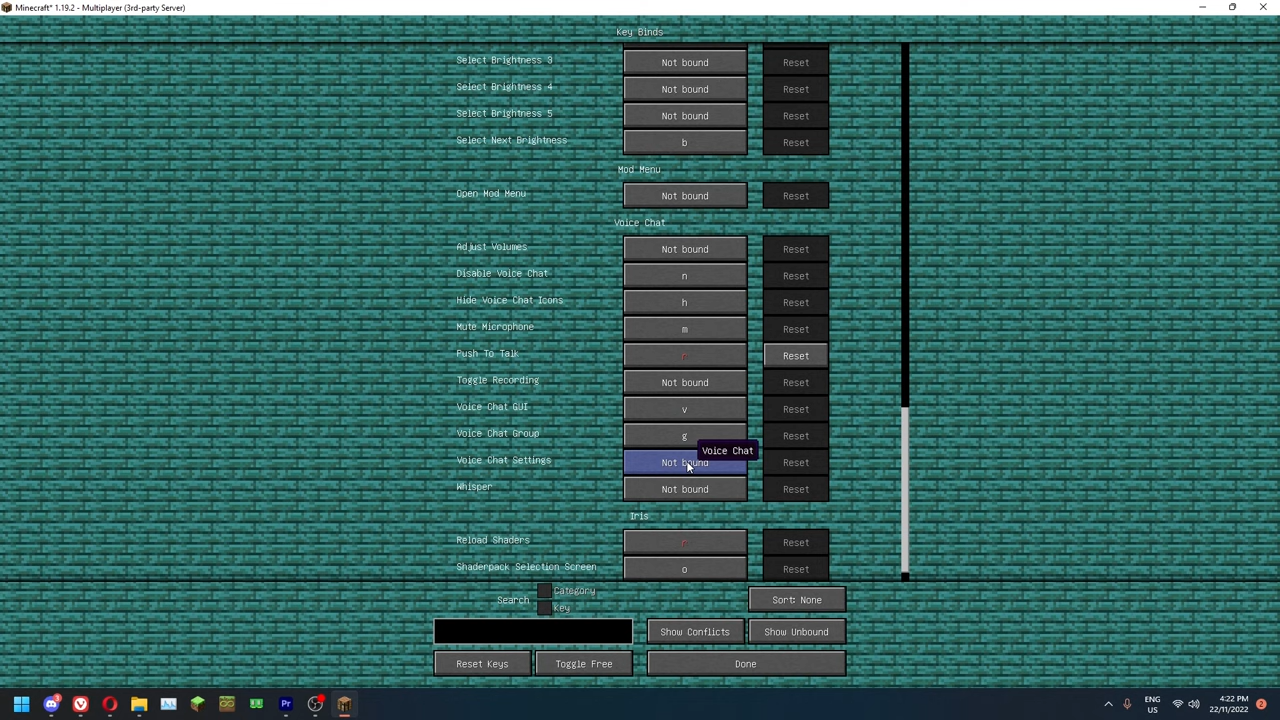 Minecraft* 1.19.2 - Multiplayer (3rd-party Server)
Key Binds
Select Brightness 3 Not bound Reset
Select Brightness 4 Not bound Reset
Select Brightness 5 Not bound Reset
Select Next Brightness b Reset
Mod Menu
Open Mod Menu Not bound Reset
Voice Chat
Adjust Volumes Not bound Reset
Disable Voice Chat n Reset
Hide Voice Chat Icons h Reset
Mute Microphone m Reset
Push To Talk r Reset
Toggle Recording Not bound Reset
Voice Chat GUI v Reset
Voice Chat Group g Reset
Voice Chat
Voice Chat Settings Not bound Reset
Whisper Not bound Reset
Iris
Reload Shaders r Reset
Shaderpack Selection Screen o Reset
Search Category Sort: None
Key
Show Conflicts Show Unbound
Reset Keys Toggle Free Done
3 Pr ENG 4:22 PM
US 22/11/2022 2